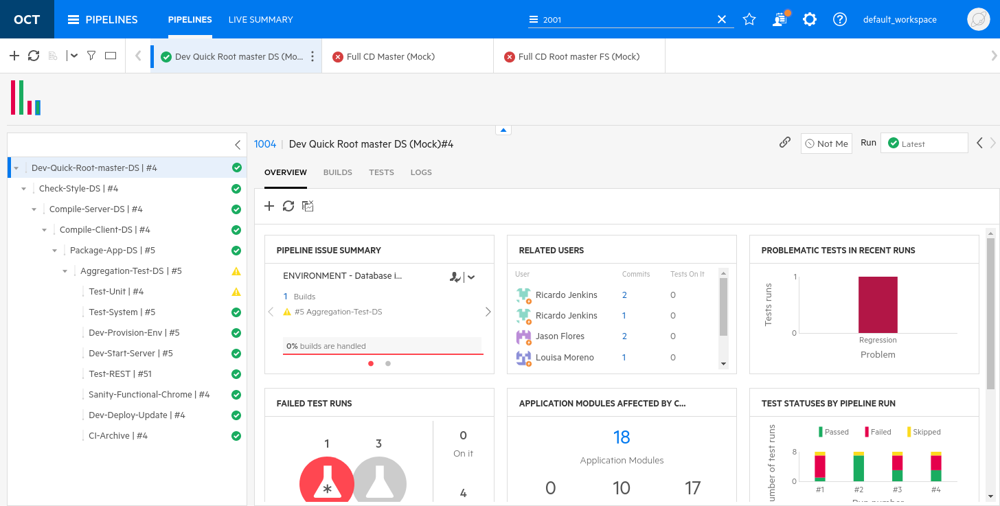 OCT
PIPELINES
PIPELINES
LIVE SUMMARY
2001
default_workspace
Dev Quick Root master DS (Mo...
Full CD Master (Mock)
Full CD Root master FS (Mock)
1004 | Dev Quick Root master DS (Mock)#4
Not Me
Run
Latest
Dev-Quick-Root-master-DS | #4
Check-Style-DS | #4
Compile-Server-DS | #4
Compile-Client-DS | #4
Package-App-DS | #5
Aggregation-Test-DS | #5
Test-Unit | #4
Test-System | #5
Dev-Provision-Env | #5
Dev-Start-Server | #5
Test-REST | #51
Sanity-Functional-Chrome | #4
Dev-Deploy-Update | #4
CI-Archive | #4
OVERVIEW
BUILDS
TESTS
LOGS
PIPELINE ISSUE SUMMARY
ENVIRONMENT - Database i...
1 Builds
#5 Aggregation-Test-DS
0% builds are handled
RELATED USERS
User Commits Tests On It
Ricardo Jenkins 2 0
Ricardo Jenkins 1 0
Jason Flores 2 0
Louisa Moreno 1 0
PROBLEMATIC TESTS IN RECENT RUNS
Tests runs
1
0
Regression
Problem
FAILED TEST RUNS
1
3
0
On it
4
APPLICATION MODULES AFFECTED BY C...
18
Application Modules
0 10 17
TEST STATUSES BY PIPELINE RUN
Passed Failed Skipped
umber of test runs
8
0
#1 #2 #3 #4
Run number